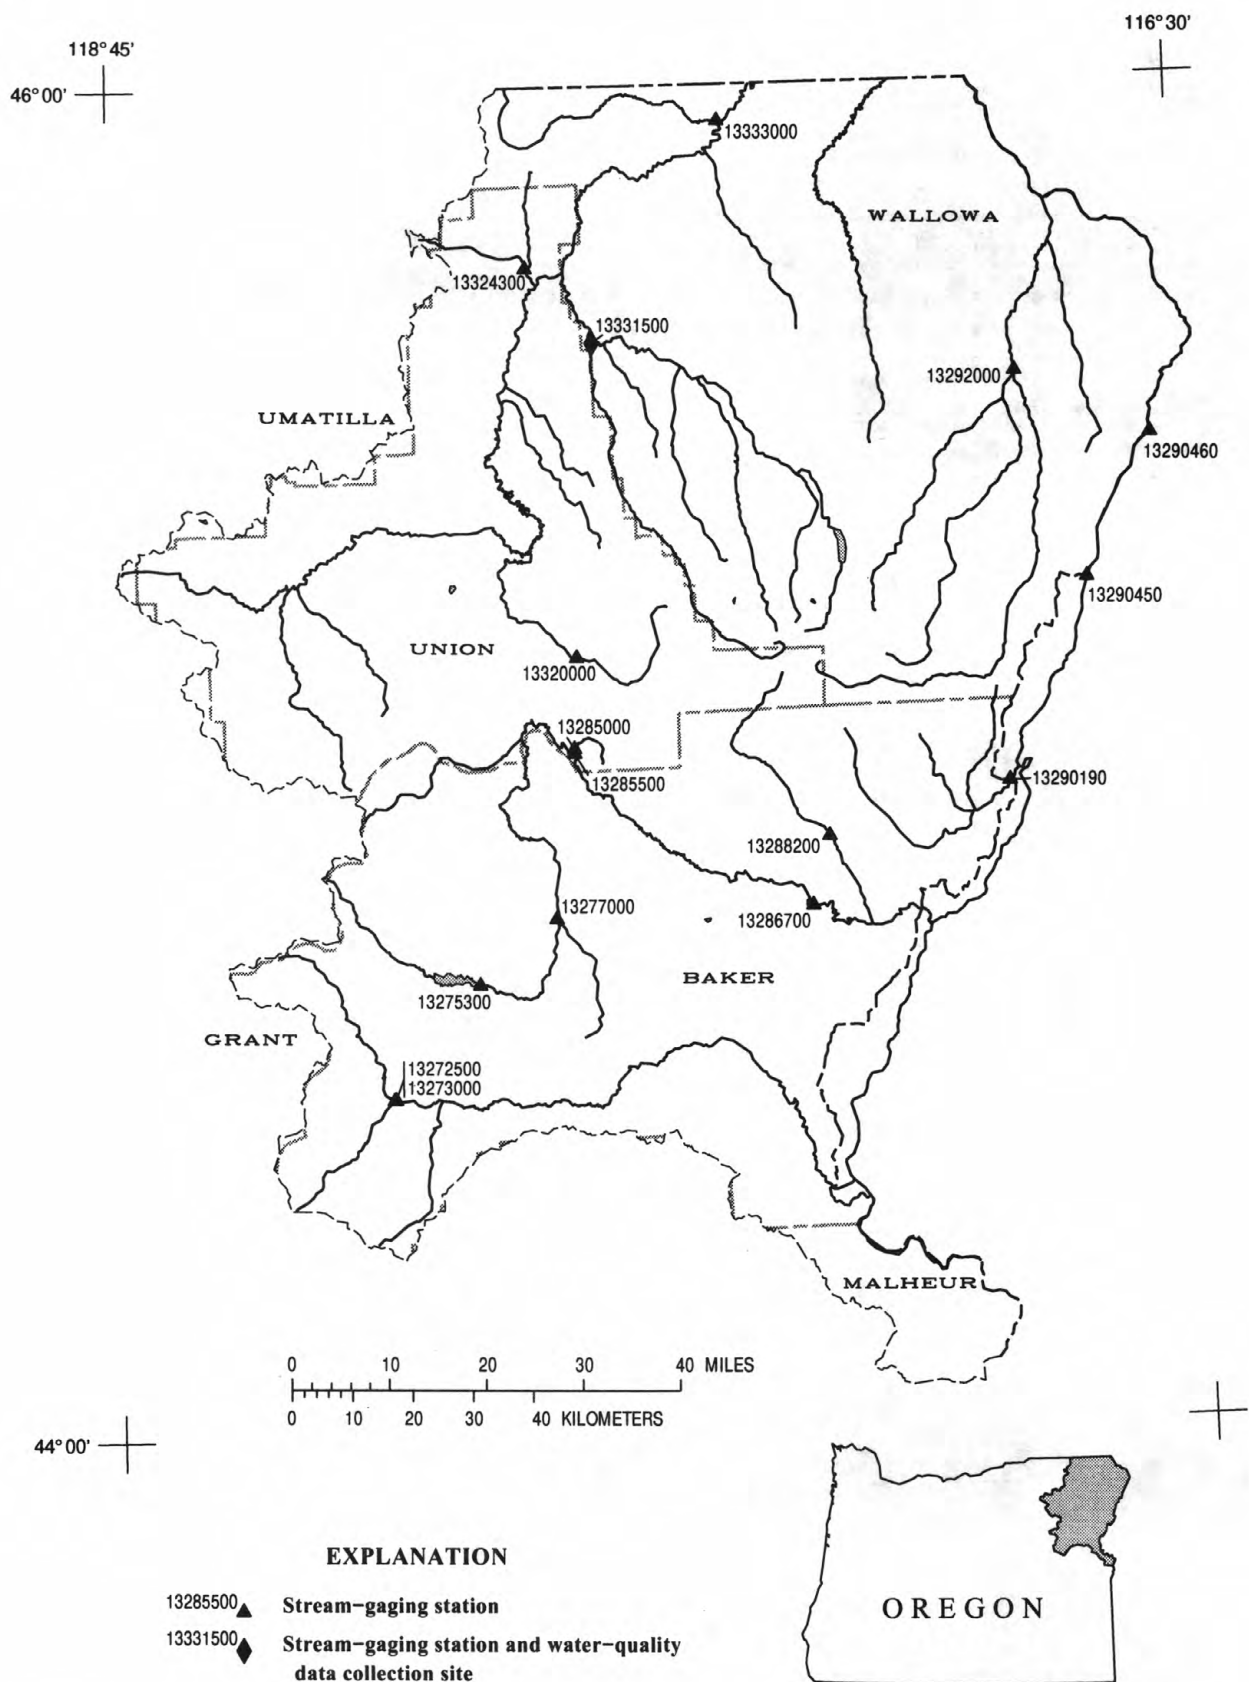 116°30'
118°45'
46°00'
13333000
WALLOWA
13324300
13331500
13292000
UMATILLA
13290460
13290450
UNION
13320000
13285000
13290190
13285500
13288200
13277000
13286700
BAKER
13275300
GRANT
13272500
13273000
MALHEUR
0 10 20 30 40 MILES
0 10 20 30 40 KILOMETERS
44°00'
EXPLANATION
13285500 Stream-gaging station
13331500 Stream-gaging station and water-quality
data collection site
OREGON